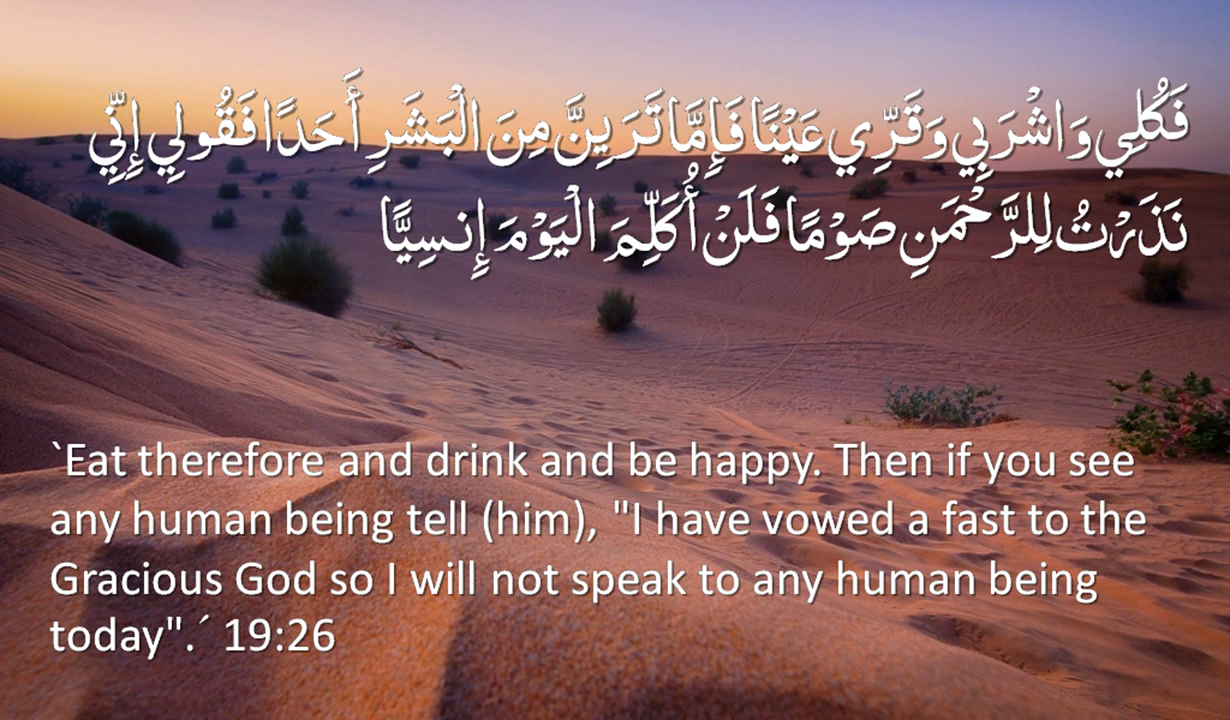 فَكُلِي وَاشْرَبِي وَقَرِّي عَيْنًا فَإِمَّا تَرَيِنَّ مِنَ الْبَشَرِ أَحَدًا فَقُولِي إِنِّي
نَذَرْتُ لِلرَّحْمَنِ صَوْمًا فَلَنْ أُكَلِّمَ الْيَوْمَ إِنسِيًّا
`Eat therefore and drink and be happy. Then if you see
any human being tell (him), "I have vowed a fast to the
Gracious God so I will not speak to any human being
today".´ 19:26